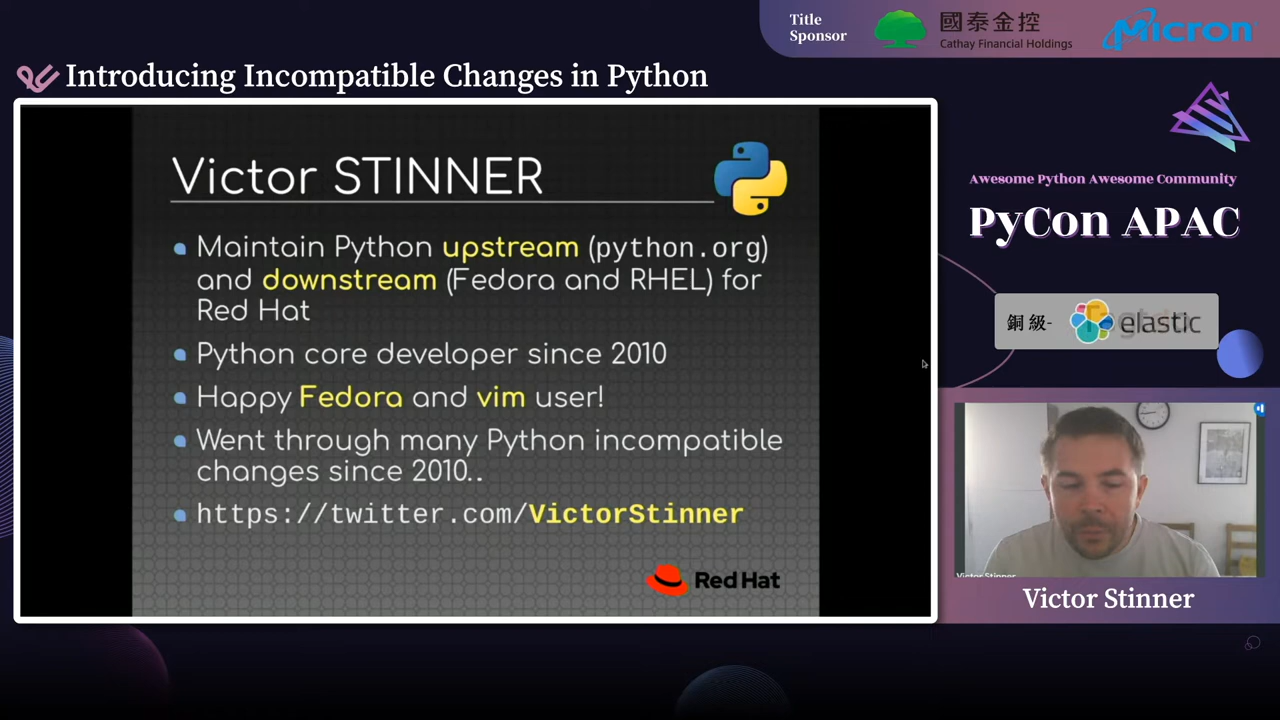 Title
Sponsor
國泰金控
Cathay Financial Holdings
Micron
Introducing Incompatible Changes in Python
Victor STINNER
Maintain Python upstream (python.org)
and downstream (Fedora and RHEL) for
Red Hat
Python core developer since 2010
Happy Fedora and vim user!
Went through many Python incompatible
changes since 2010..
https://twitter.com/VictorStinner
Red Hat
Awesome Python Awesome Community
PyCon APAC
銅級-
elastic
Victor Stinner
Victor Stinner